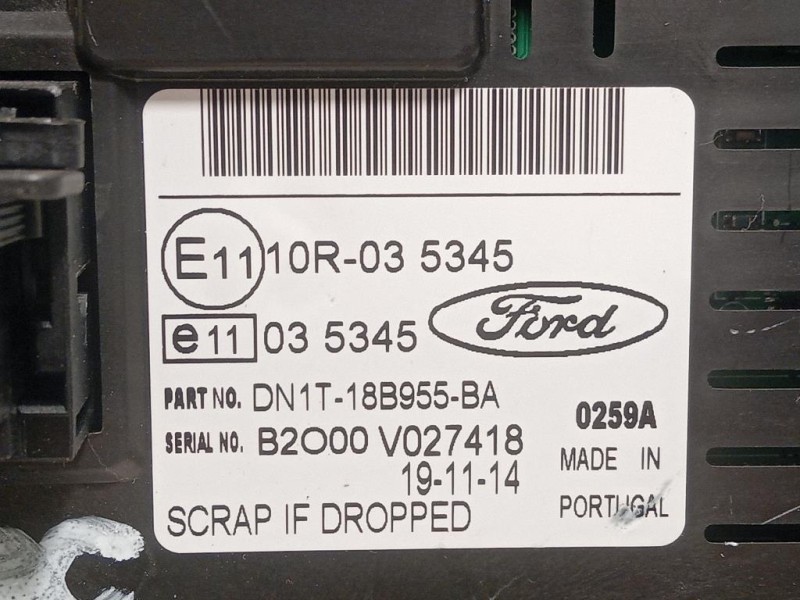 E11 10R-03 5345
e11 03 5345 Ford
PART NO. DN1T-18B955-BA
0259A
SERIAL NO. B2O00 V027418
MADE IN
19-11-14
PORTUGAL
SCRAP IF DROPPED